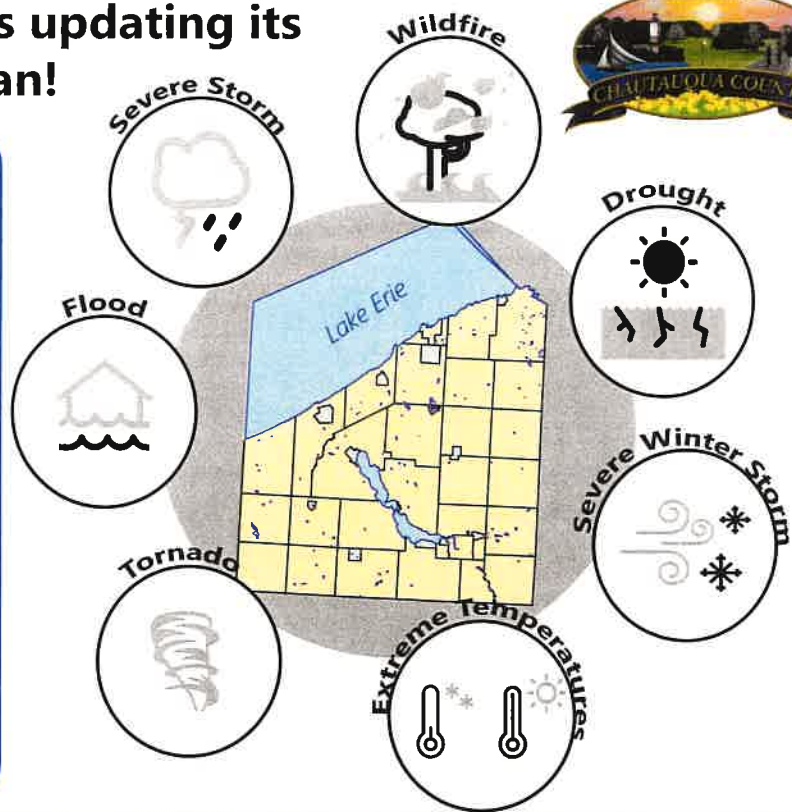 s updating its
an!
Wildfire
CHAUTAUQUA COUN
Severe Storm
Drought
Lake Erie
Flood
Severe Winter Storm
Tornado
Extreme Temperatures